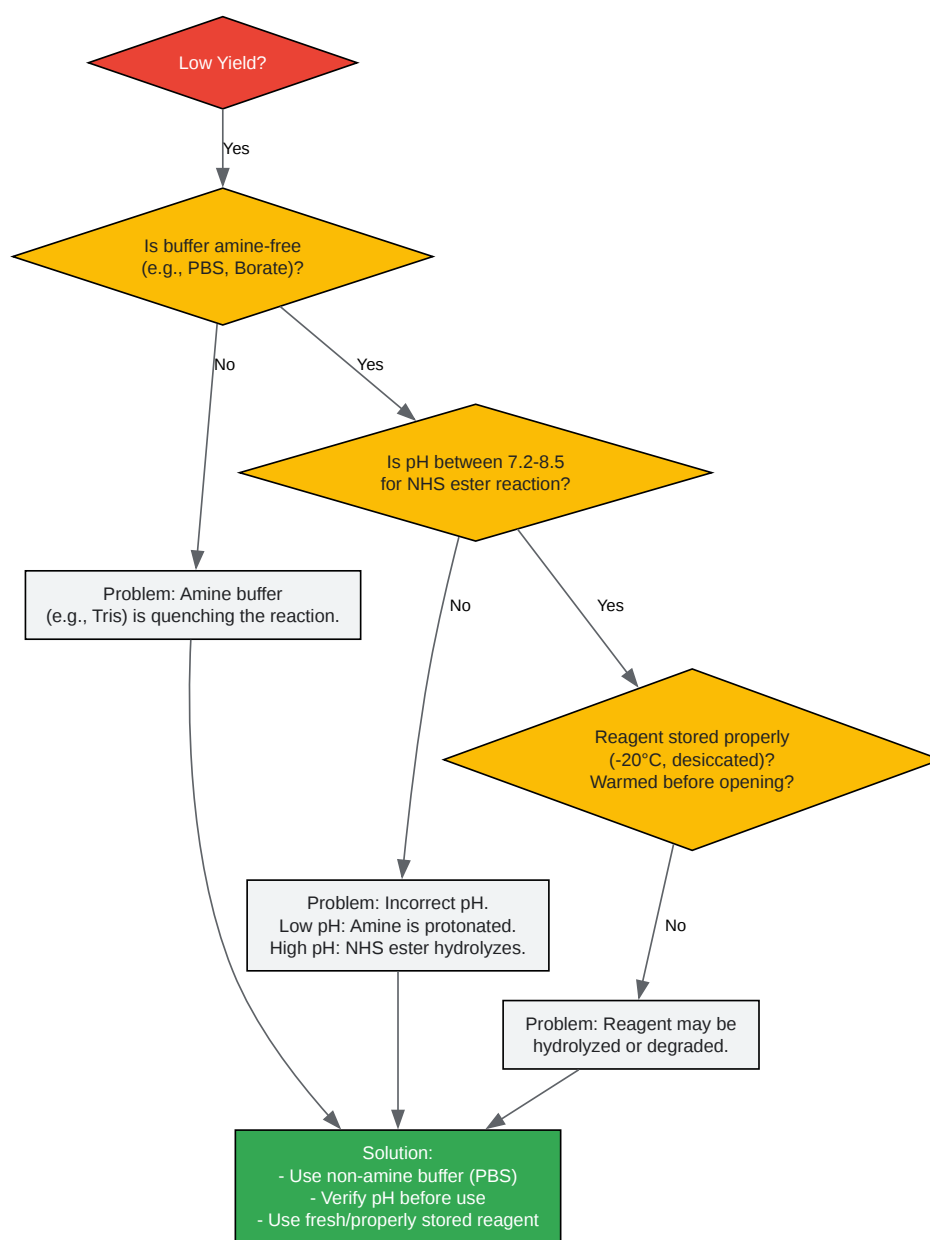 Low Yield?
Yes
Is buffer amine-free
(e.g., PBS, Borate)?
No
Yes
Is pH between 7.2-8.5
for NHS ester reaction?
Problem: Amine buffer
(e.g., Tris) is quenching the reaction.
No
Yes
Reagent stored properly
(-20°C, desiccated)?
Warmed before opening?
Problem: Incorrect pH.
Low pH: Amine is protonated.
High pH: NHS ester hydrolyzes.
No
Problem: Reagent may be
hydrolyzed or degraded.
Solution:
- Use non-amine buffer (PBS)
- Verify pH before use
- Use fresh/properly stored reagent